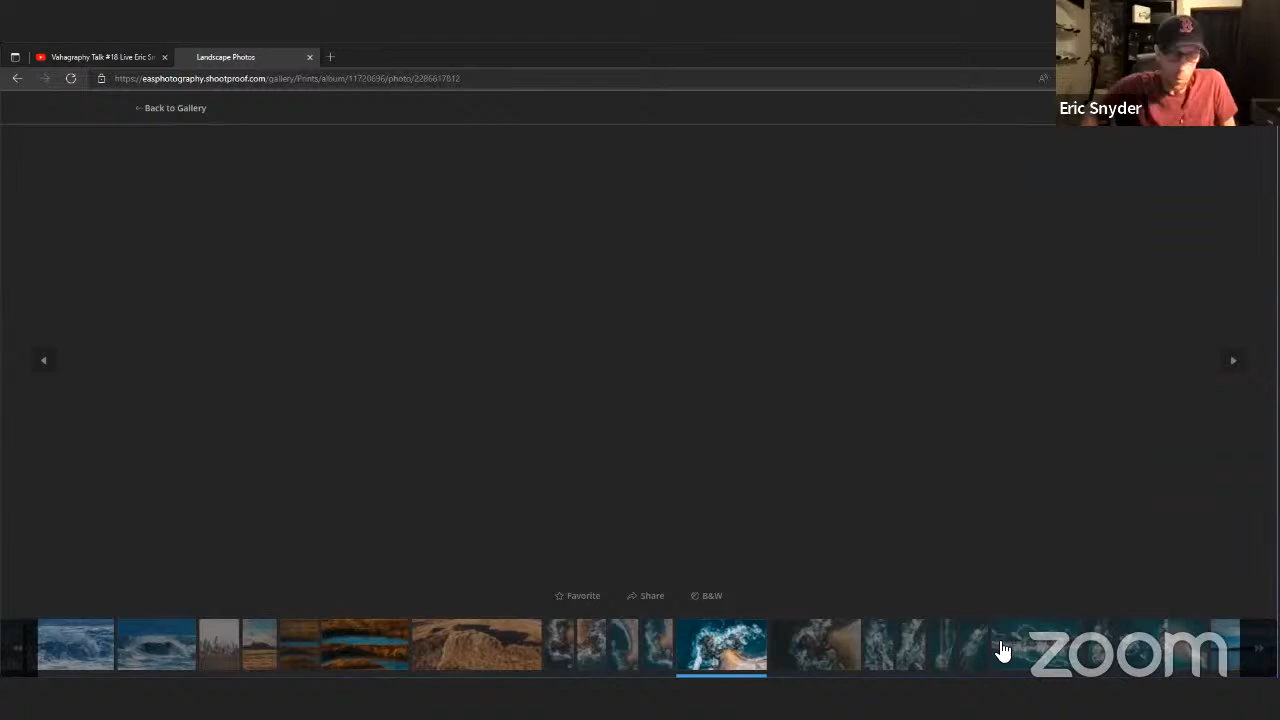 Vahagraphy Talk #18 Live Eric Sn
Landscape Photos
https://easphotography.shootproof.com/gallery/Prints/album/11720696/photo/2286617812
← Back to Gallery
Eric Snyder
Favorite
Share
B&W
zoom